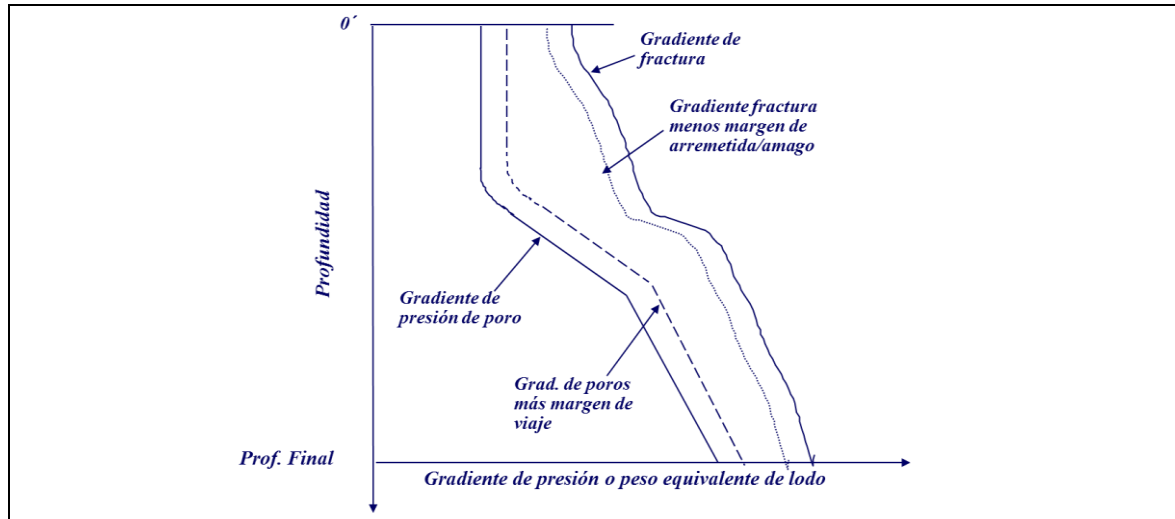 0´
Gradiente de
fractura
Gradiente fractura
menos margen de
arremetida/amago
Profundidad
Gradiente de
presión de poro
Grad. de poros
más margen de
viaje
Prof. Final
Gradiente de presión o peso equivalente de lodo